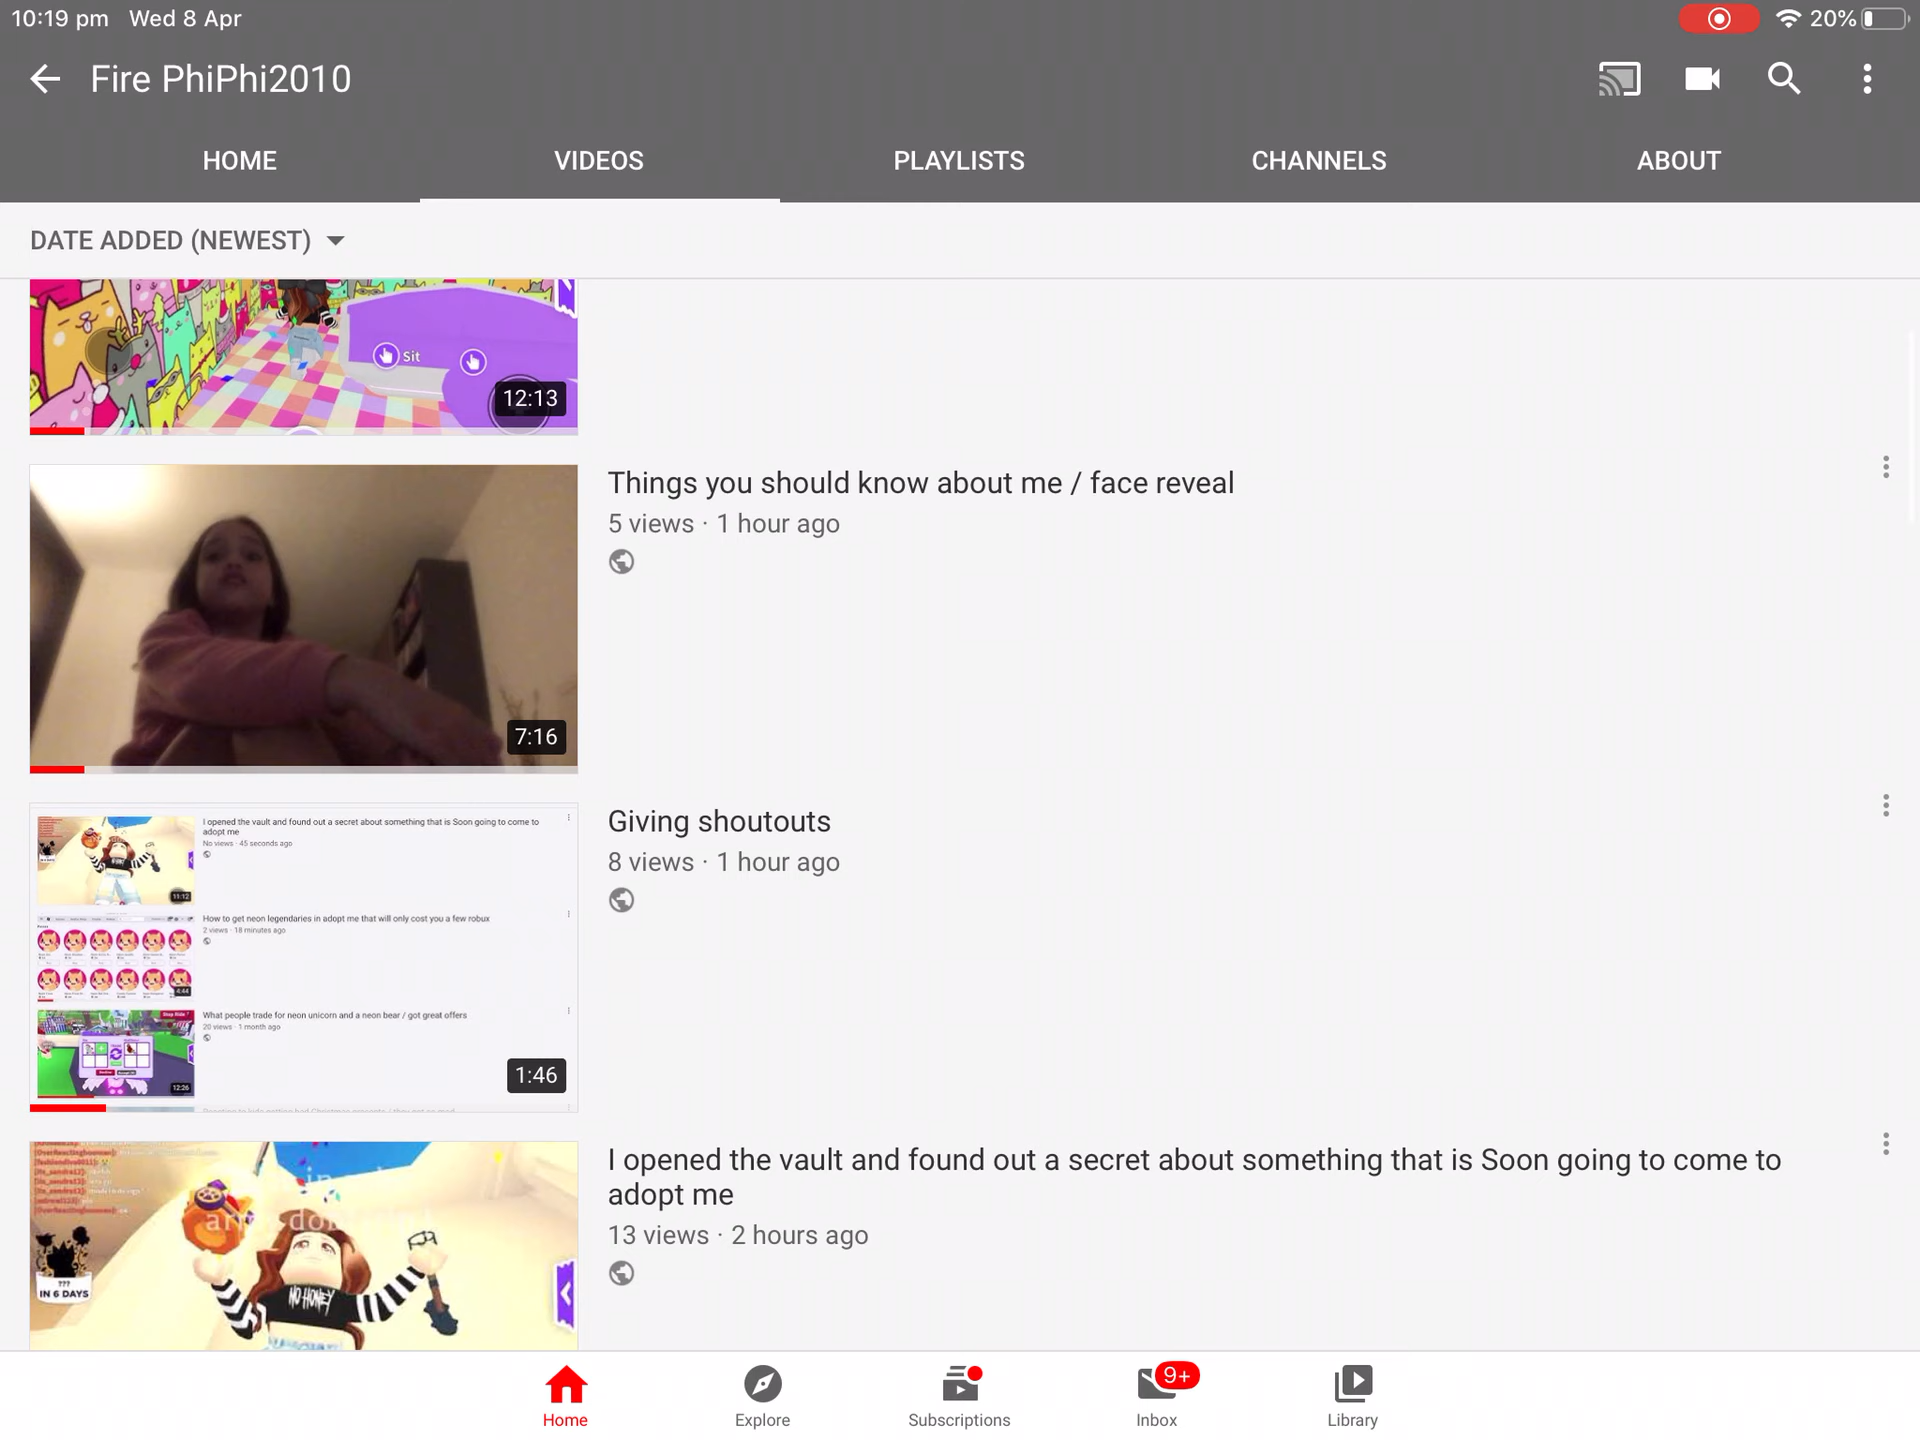 10:19 pm Wed 8 Apr
20%
Fire PhiPhi2010
HOME VIDEOS PLAYLISTS CHANNELS ABOUT
DATE ADDED (NEWEST)
Sit
12:13
Things you should know about me / face reveal
5 views · 1 hour ago
7:16
Giving shoutouts
8 views · 1 hour ago
I opened the vault and found out a secret about something that is Soon going to come to
adopt me
No views · 45 seconds ago
11:12
How to get neon legendaries in adopt me that will only cost you a few robux
2 views · 18 minutes ago
4:44
What people trade for neon unicorn and a neon bear / got great offers
20 views · 1 month ago
12:26
1:46
I opened the vault and found out a secret about something that is Soon going to come to
adopt me
13 views · 2 hours ago
???
IN 6 DAYS
NO HONEY
Home Explore Subscriptions Inbox Library
9+